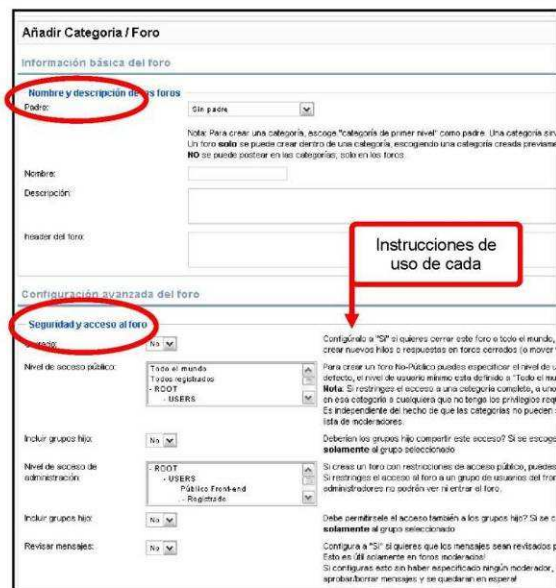 Añadir Categoria / Foro
Información básica del foro
Nombre y descripción de los foros
Padre:
Sin padre
Nota: Para crear una categoría, escoge "categoría de primer nivel" como padre. Una categoría sirv
Un foro solo se puede crear dentro de una categoría, escogiendo una categoría creada previame
NO se puede postear en las categorías, solo en los foros
Nombre:
Descripción:
header del foro:
Instrucciones de
uso de cada
Configuración avanzada del foro
Seguridad y acceso al foro
No
Configúralo a "SI" si quieres cerrar este foro a todo el mundo,
crear nuevos hilos o respuestas en foros cerrados (o mover
Nivel de acceso público:
Todo el mundo
Todos registrados
- ROOT
- USERS
Para crear un foro No-Público puedes especificar el nivel de u
defecto, el nivel de usuario mínimo esta definido a "Todo el mu
Nota: Si restringes el acceso a una categoría completa, a uno
en esa categoría a cualquiera que no tenga los privilegios req
Es independiente del hecho de que las categorías no pueden
lista de moderadores.
Incluir grupos hijo:
No
Deberían los grupos hijo compartir este acceso? Si se escoge
solamente al grupo seleccionado
Nivel de acceso de
administración:
- ROOT
- USERS
Público Front-end
- Registrado
Si creas un foro con restricciones de acceso público, puedes
Si restringes el acceso al foro a un grupo de usuarios del fron
administradores no podrán ver ni entrar el foro.
Incluir grupos hijo:
No
Debe permitirsele el acceso también a los grupos hijo? Si se c
solamente al grupo seleccionado
Revisar mensajes:
No
Configura a "SI" si quieres que los mensajes sean revisados p
Esto es útil solamente en foros moderados!
Si configuras esto sin haber especificado ningún moderador,
aprobar/borrar mensajes y se quedaran en espera!